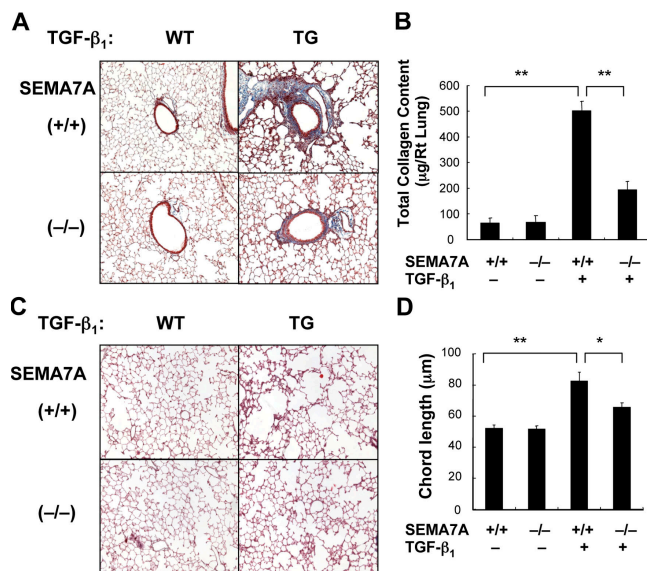 A
TGF-β1: WT TG
SEMA7A
(+/+)
(–/–)
B
Total Collagen Content
(μg/Rt Lung)
600
500
400
300
200
100
0
** **
SEMA7A +/+ –/– +/+ –/–
TGF-β1 – – + +
C
TGF-β1: WT TG
SEMA7A
(+/+)
(–/–)
D
Chord length (μm)
100
80
60
40
20
0
** *
SEMA7A +/+ –/– +/+ –/–
TGF-β1 – – + +